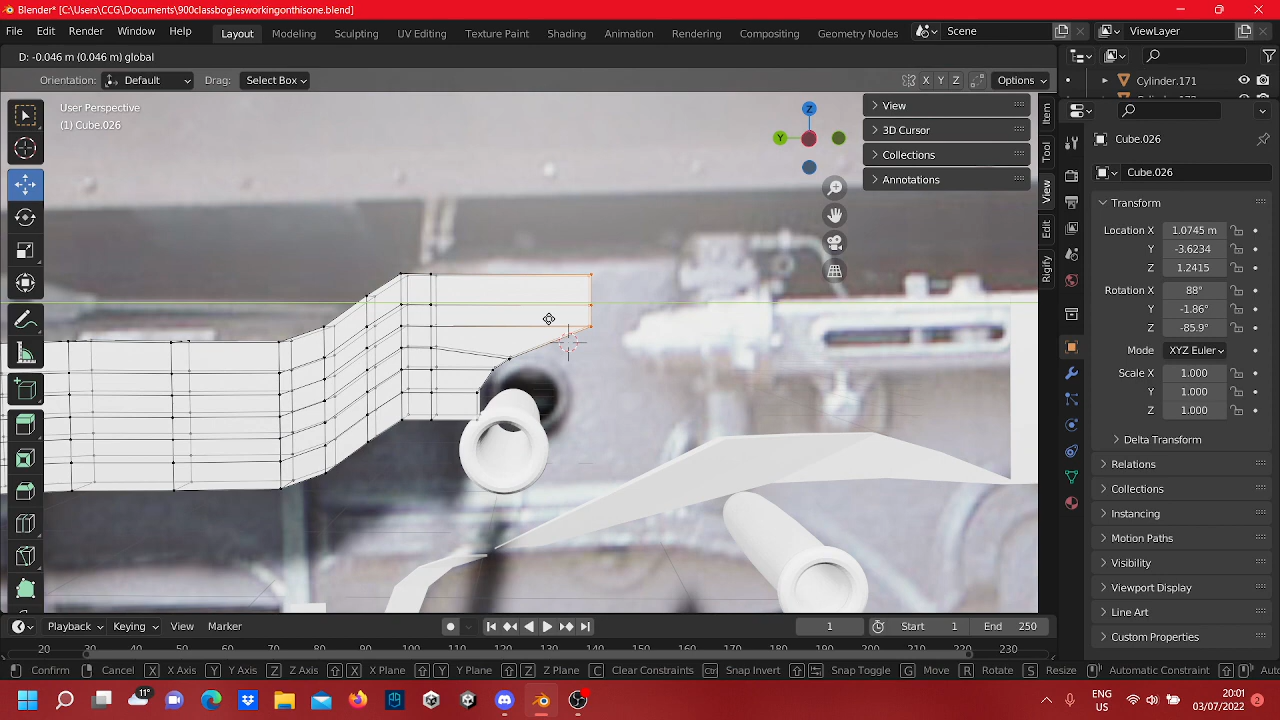 Blender* [C:\Users\CCG\Documents\900classbogiesworkingonthisone.blend]
File Edit Render Window Help Layout Modeling Sculpting UV Editing Texture Paint Shading Animation Rendering Compositing Geometry Nodes Scene ViewLayer
D: -0.046 m (0.046 m) global
Orientation: Default Drag: Select Box X Y Z Options
User Perspective
(1) Cube.026
Z
Y
View
3D Cursor
Collections
Annotations
Item
Tool
View
Edit
Rigify
Cylinder.171
Cube.026
Cube.026
Transform
Location X 1.0745 m
Y -3.6234
Z 1.2415
Rotation X 88°
Y -1.86°
Z -85.9°
Mode XYZ Euler
Scale X 1.000
Y 1.000
Z 1.000
Delta Transform
Relations
Collections
Instancing
Motion Paths
Visibility
Viewport Display
Line Art
Custom Properties
Playback Keying View Marker 1 Start 1 End 250
20 30 40 50 60 70 80 90 100 110 120 130 140 150 160 170 180 190 200 210 220 230
Confirm Cancel X X Axis Y Y Axis Z Z Axis X X Plane Y Y Plane Z Z Plane C Clear Constraints Ctrl Snap Invert Snap Toggle G Move R Rotate S Resize Automatic Constraint Auto
11° ENG US 20:01 03/07/2022 2